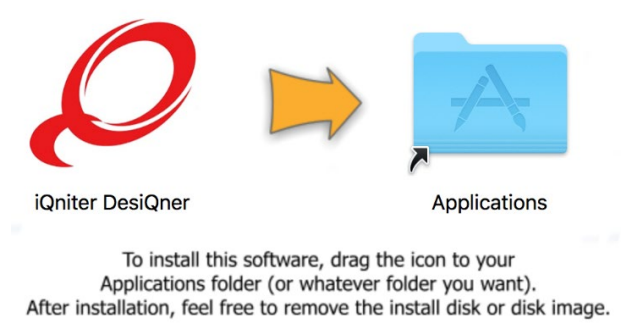 iQniter DesiQner
Applications
To install this software, drag the icon to your
Applications folder (or whatever folder you want).
After installation, feel free to remove the install disk or disk image.